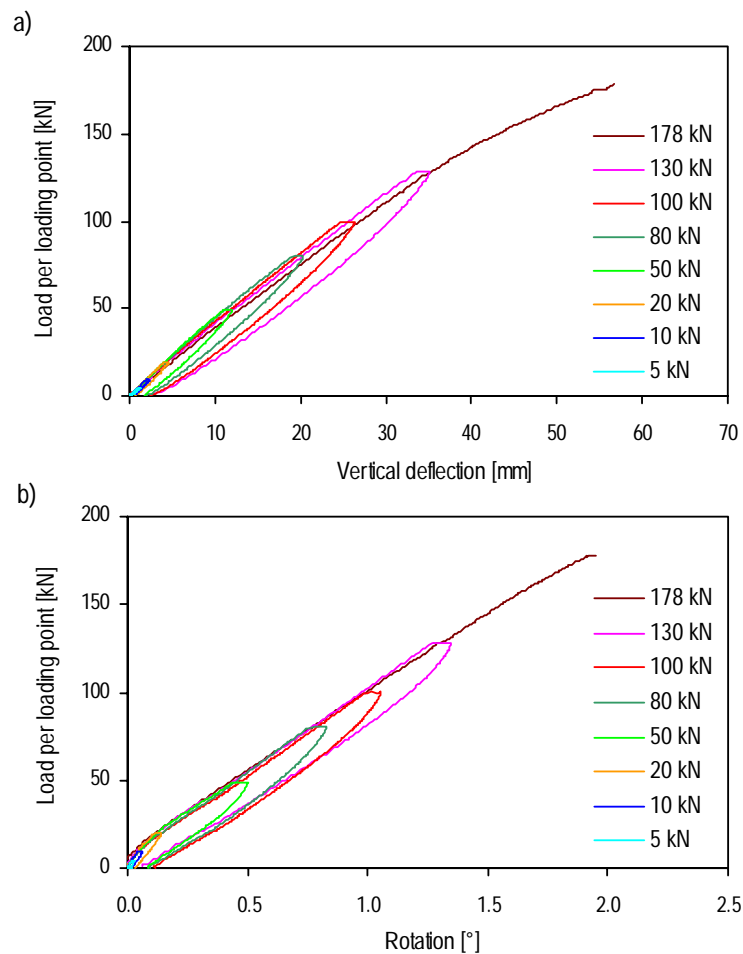 a)
200
150
100
50
0
Load per loading point [kN]
178 kN
130 kN
100 kN
80 kN
50 kN
20 kN
10 kN
5 kN
0 10 20 30 40 50 60 70
Vertical deflection [mm]
b)
200
150
100
50
0
Load per loading point [kN]
178 kN
130 kN
100 kN
80 kN
50 kN
20 kN
10 kN
5 kN
0.0 0.5 1.0 1.5 2.0 2.5
Rotation [°]